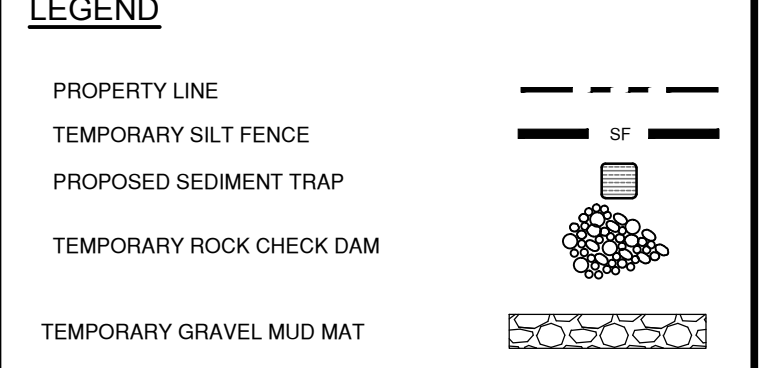 LEGEND
PROPERTY LINE
TEMPORARY SILT FENCE SF
PROPOSED SEDIMENT TRAP
TEMPORARY ROCK CHECK DAM
TEMPORARY GRAVEL MUD MAT